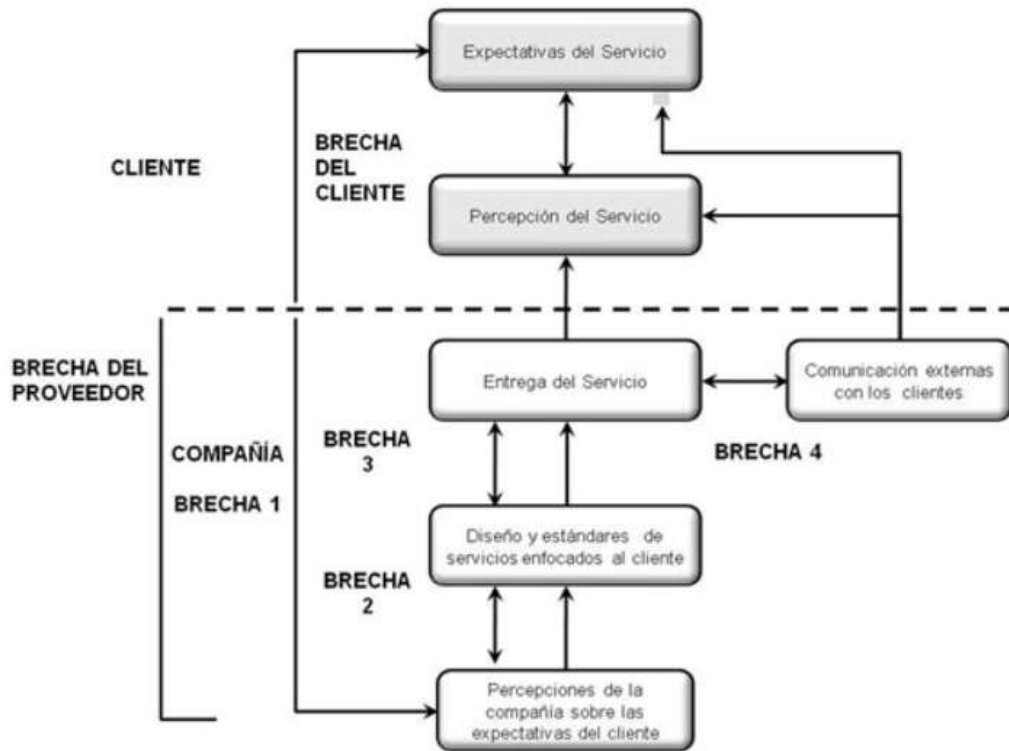 Expectativas del Servicio
BRECHA
DEL
CLIENTE
CLIENTE
Percepción del Servicio
BRECHA DEL
PROVEEDOR
Entrega del Servicio
Comunicación externas
con los clientes
COMPAÑÍA
BRECHA
3
BRECHA 4
BRECHA 1
Diseño y estándares de
servicios enfocados al cliente
BRECHA
2
Percepciones de la
compañía sobre las
expectativas del cliente